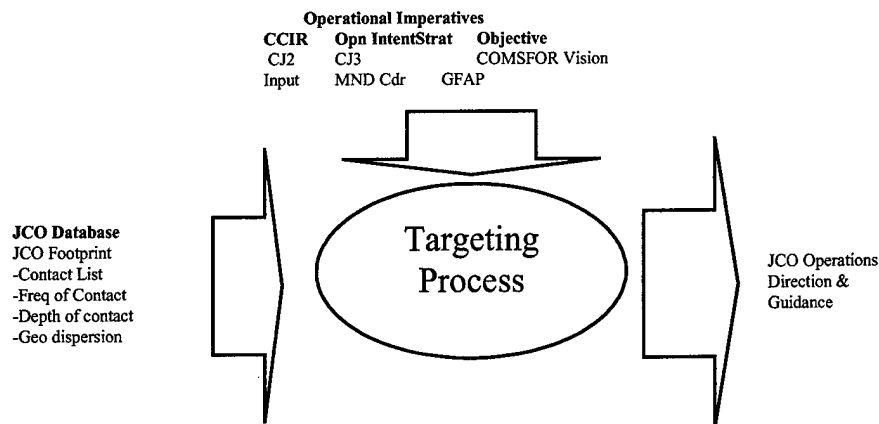 Operational Imperatives
CCIR Opn IntentStrat Objective
CJ2 CJ3 COMSFOR Vision
Input MND Cdr GFAP
JCO Database
JCO Footprint
-Contact List
-Freq of Contact
-Depth of contact
-Geo dispersion
Targeting
Process
JCO Operations
Direction &
Guidance